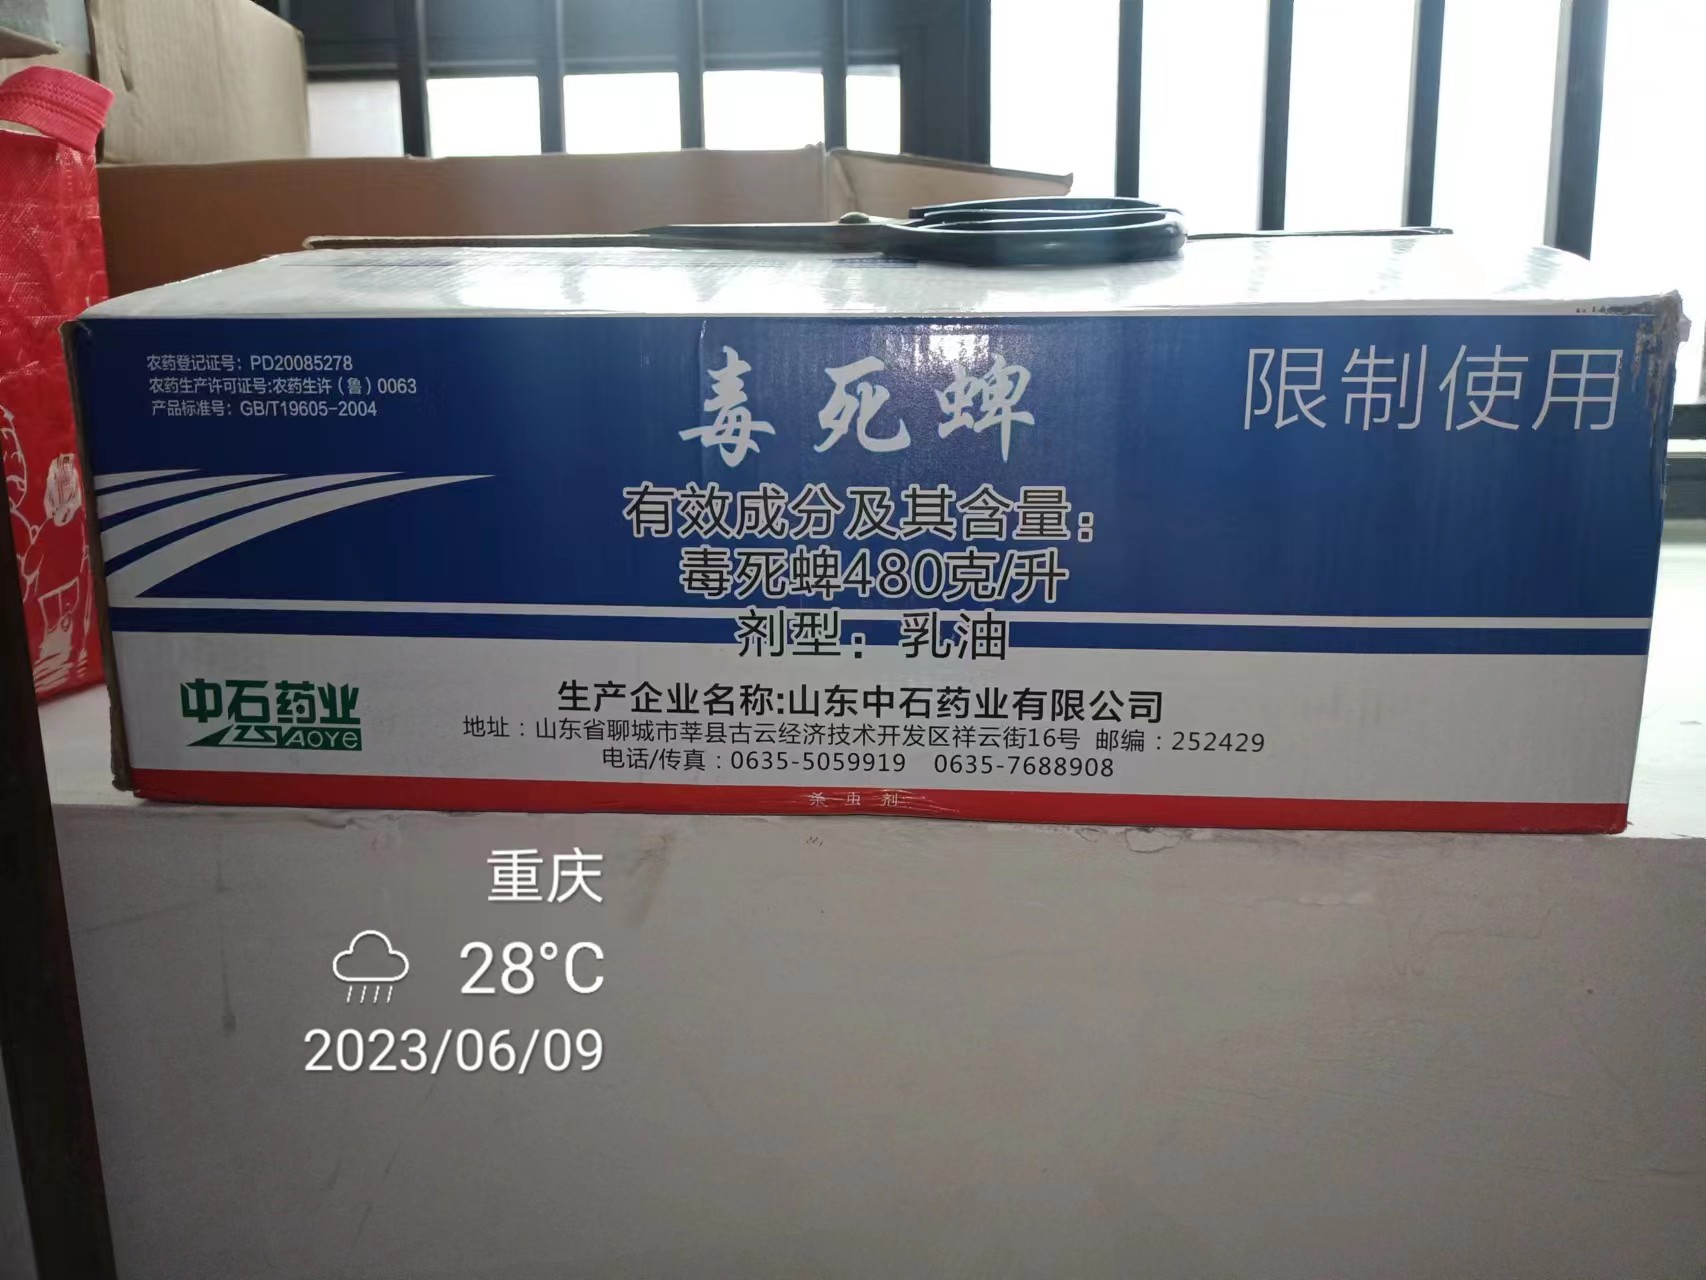 农药登记证号：PD20085278
农药生产许可证号:农药生许（鲁）0063
产品标准号：GB/T19605-2004
毒死蜱
限制使用
有效成分及其含量：
毒死蜱480克/升
剂型：乳油
中石药业
YAOYE
生产企业名称:山东中石药业有限公司
地址：山东省聊城市莘县古云经济技术开发区祥云街16号 邮编：252429
电话/传真：0635-5059919 0635-7688908
杀虫剂
重庆
28°C
2023/06/09